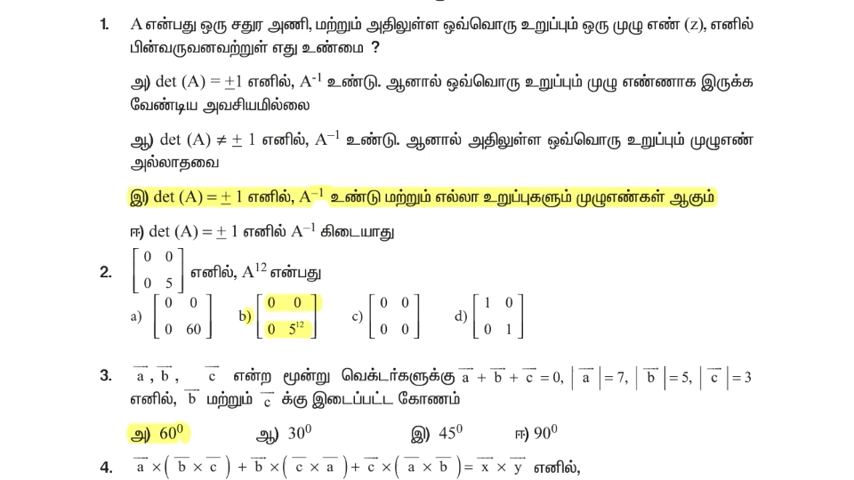 1. A என்பது ஒரு சதுர அணி, மற்றும் அதிலுள்ள ஒவ்வொரு உறுப்பும் ஒரு முழு எண் (z), எனில்
பின்வருவனவற்றுள் எது உண்மை ?
அ) det (A) = ±1 எனில், A⁻¹ உண்டு. ஆனால் ஒவ்வொரு உறுப்பும் முழு எண்ணாக இருக்க
வேண்டிய அவசியமில்லை
ஆ) det (A) ≠ ± 1 எனில், A⁻¹ உண்டு. ஆனால் அதிலுள்ள ஒவ்வொரு உறுப்பும் முழுஎண்
அல்லாதவை
இ) det (A) = ± 1 எனில், A⁻¹ உண்டு மற்றும் எல்லா உறுப்புகளும் முழுஎண்கள் ஆகும்
ஈ) det (A) = ± 1 எனில் A⁻¹ கிடையாது
2. [0 0; 0 5] எனில், A¹² என்பது
a) [0 0; 0 60] b) [0 0; 0 5¹²] c) [0 0; 0 0] d) [1 0; 0 1]
3. a⃗ , b⃗ , c⃗ என்ற மூன்று வெக்டர்களுக்கு a⃗ + b⃗ + c⃗ = 0, | a⃗ | = 7, | b⃗ | = 5, | c⃗ | = 3
எனில், b⃗ மற்றும் c⃗ க்கு இடைப்பட்ட கோணம்
அ) 60⁰ ஆ) 30⁰ இ) 45⁰ ஈ) 90⁰
4. a⃗ × ( b⃗ × c⃗ ) + b⃗ × ( c⃗ × a⃗ ) + c⃗ × ( a⃗ × b⃗ ) = x⃗ × y⃗ எனில்,